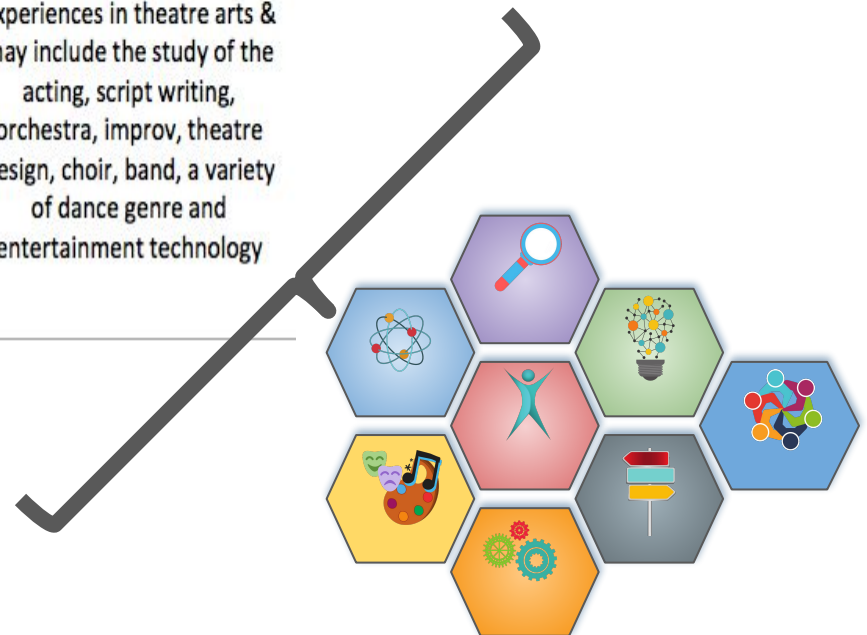 xperiences in theatre arts &
may include the study of the
acting, script writing,
orchestra, improv, theatre
esign, choir, band, a variety
of dance genre and
entertainment technology